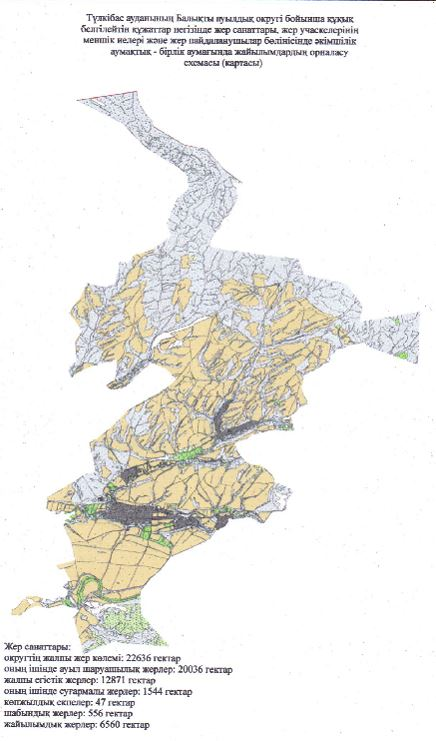 Түлкібас ауданының Балықты ауылдық округі бойынша құқық
белгілейтін құжаттар негізінде жер санаттары, жер учаскелерінің
меншік иелері және жер пайдаланушылар бөлінісінде әкімшілік
аумақтық - бірлік аумағында жайылымдардың орналасу
схемасы (картасы)
Жер санаттары:
округтің жалпы жер көлемі: 22636 гектар
оның ішінде ауыл шаруашылық жерлер: 20036 гектар
жалпы егістік жерлер: 12871 гектар
оның ішінде суғармалы жерлер: 1544 гектар
көпжылдық екпелер: 47 гектар
шабындық жерлер: 556 гектар
жайылымдық жерлер: 6560 гектар